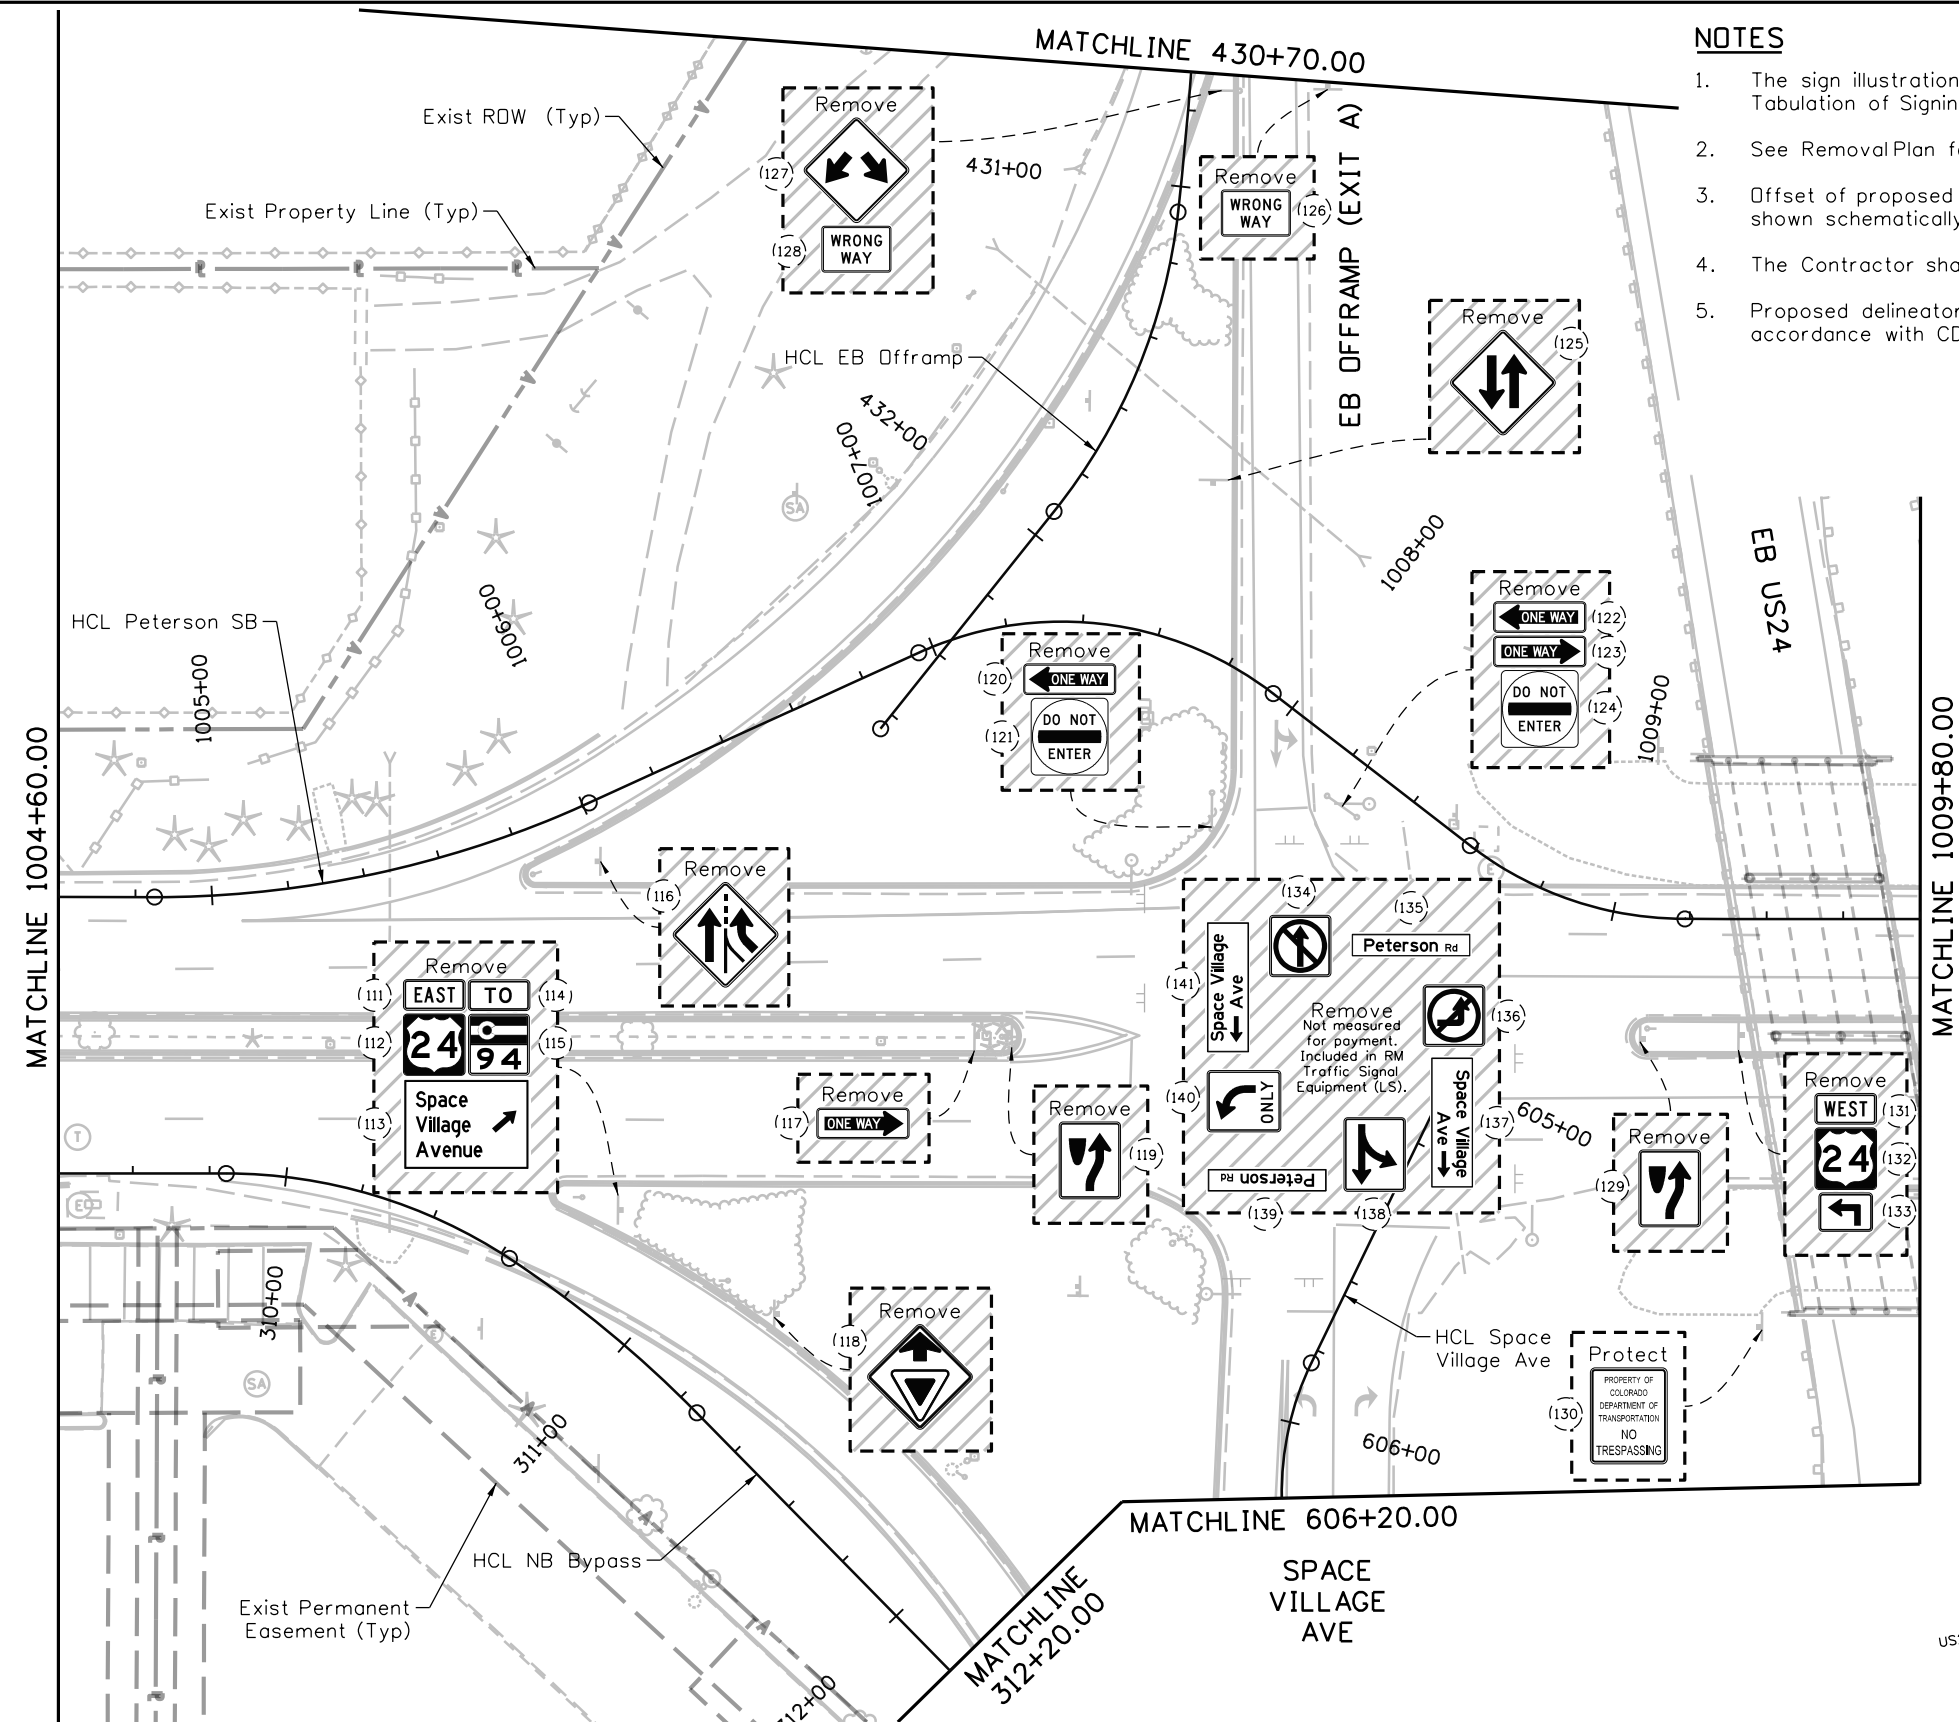 MATCHLINE 430+70.00
NOTES
1. The sign illustration
Tabulation of Signin
2. See Removal Plan f
3. Offset of proposed
shown schematically
4. The Contractor sha
5. Proposed delineator
accordance with CD
Exist ROW (Typ)
Exist Property Line (Typ)
Remove
(127)
(128)
WRONG
WAY
431+00
Remove
WRONG
WAY
(126)
EB OFFRAMP (EXIT A)
Remove
(125)
HCL EB Offramp
432+00
1007+00
SA
1008+00
EB US24
HCL Peterson SB
1005+00
1006+00
Remove
(120)
ONE WAY
(121)
DO NOT
ENTER
Remove
ONE WAY
(122)
ONE WAY
(123)
DO NOT
ENTER
(124)
1009+00
MATCHLINE 1004+60.00
MATCHLINE 1009+80.00
Remove
(116)
E
Remove
(111)
EAST
TO
(114)
(112)
24
94
(115)
(113)
Space
Village
Avenue
Remove
(117)
ONE WAY
Remove
(119)
(134)
(135)
Peterson Rd
(141)
Space Village
Ave
Remove
Not measured
for payment.
Included in RM
Traffic Signal
Equipment (LS).
(136)
(140)
ONLY
Space Village
Ave
(137)
Peterson Rd
(139)
(138)
605+00
Remove
(129)
Remove
WEST
(131)
24
(132)
(133)
T
E
310+00
SA
Remove
(118)
HCL Space
Village Ave
Protect
(130)
PROPERTY OF
COLORADO
DEPARTMENT OF
TRANSPORTATION
NO
TRESPASSING
E
311+00
606+00
MATCHLINE 606+20.00
HCL NB Bypass
Exist Permanent
Easement (Typ)
MATCHLINE
312+20.00
SPACE
VILLAGE
AVE
312+00
US